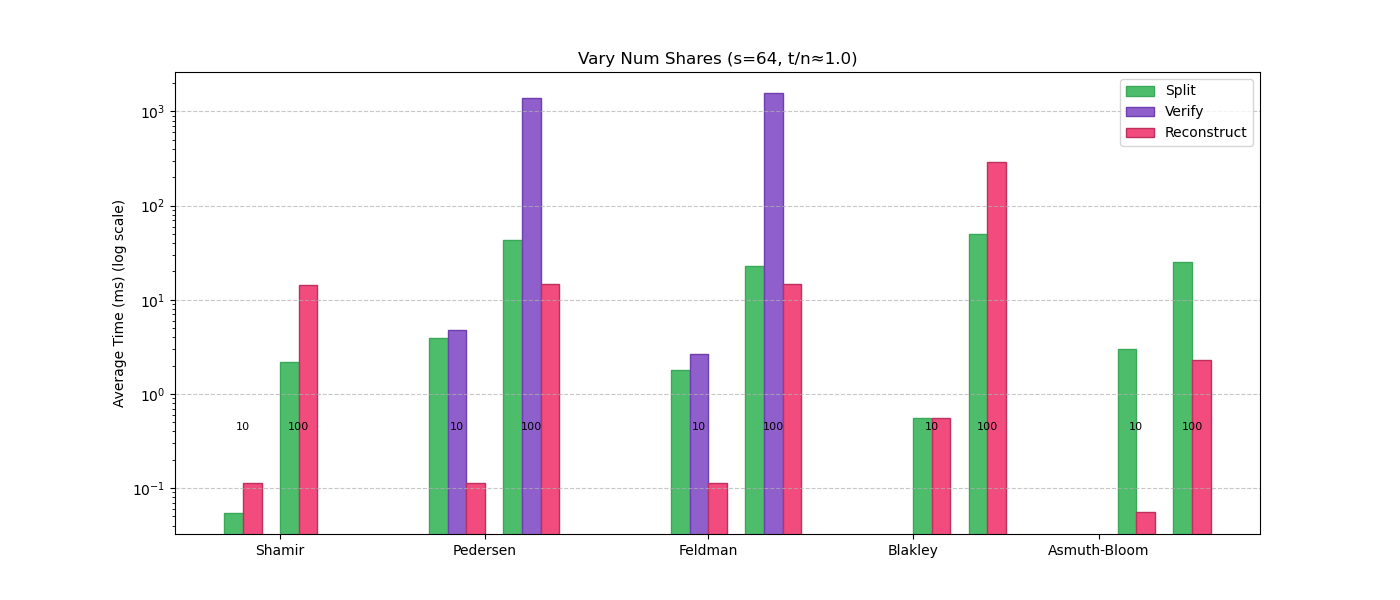 Vary Num Shares (s=64, t/n≈1.0)
Split
Verify
Reconstruct
Average Time (ms) (log scale)
10³
10²
10¹
10⁰
10⁻¹
10 100 10 100 10 100 10 100 10 100
Shamir Pedersen Feldman Blakley Asmuth-Bloom